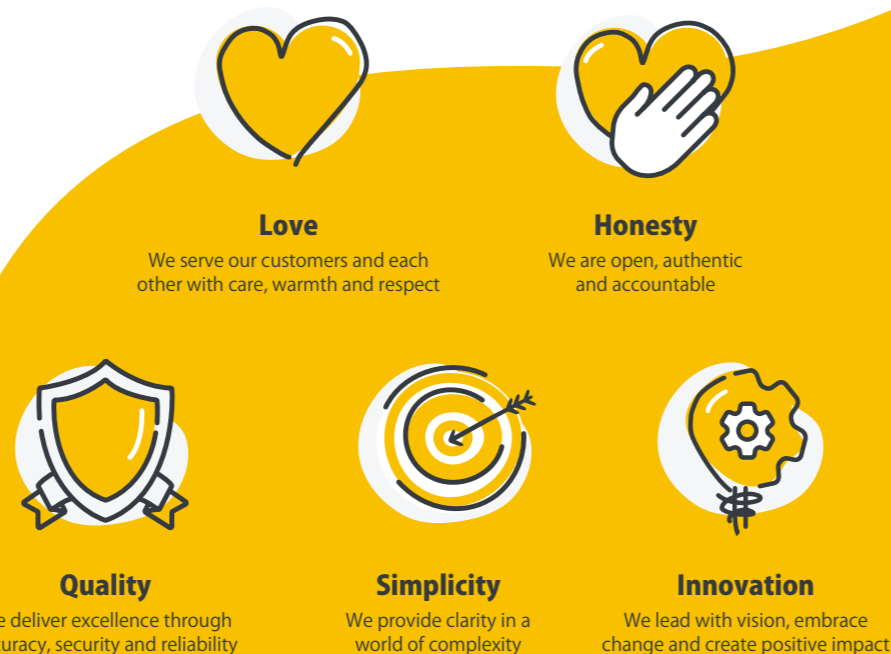 Love
We serve our customers and each
other with care, warmth and respect
Honesty
We are open, authentic
and accountable
Quality
deliver excellence through
security and reliability
Simplicity
We provide clarity in a
world of complexity
Innovation
We lead with vision, embrace
change and create positive impact